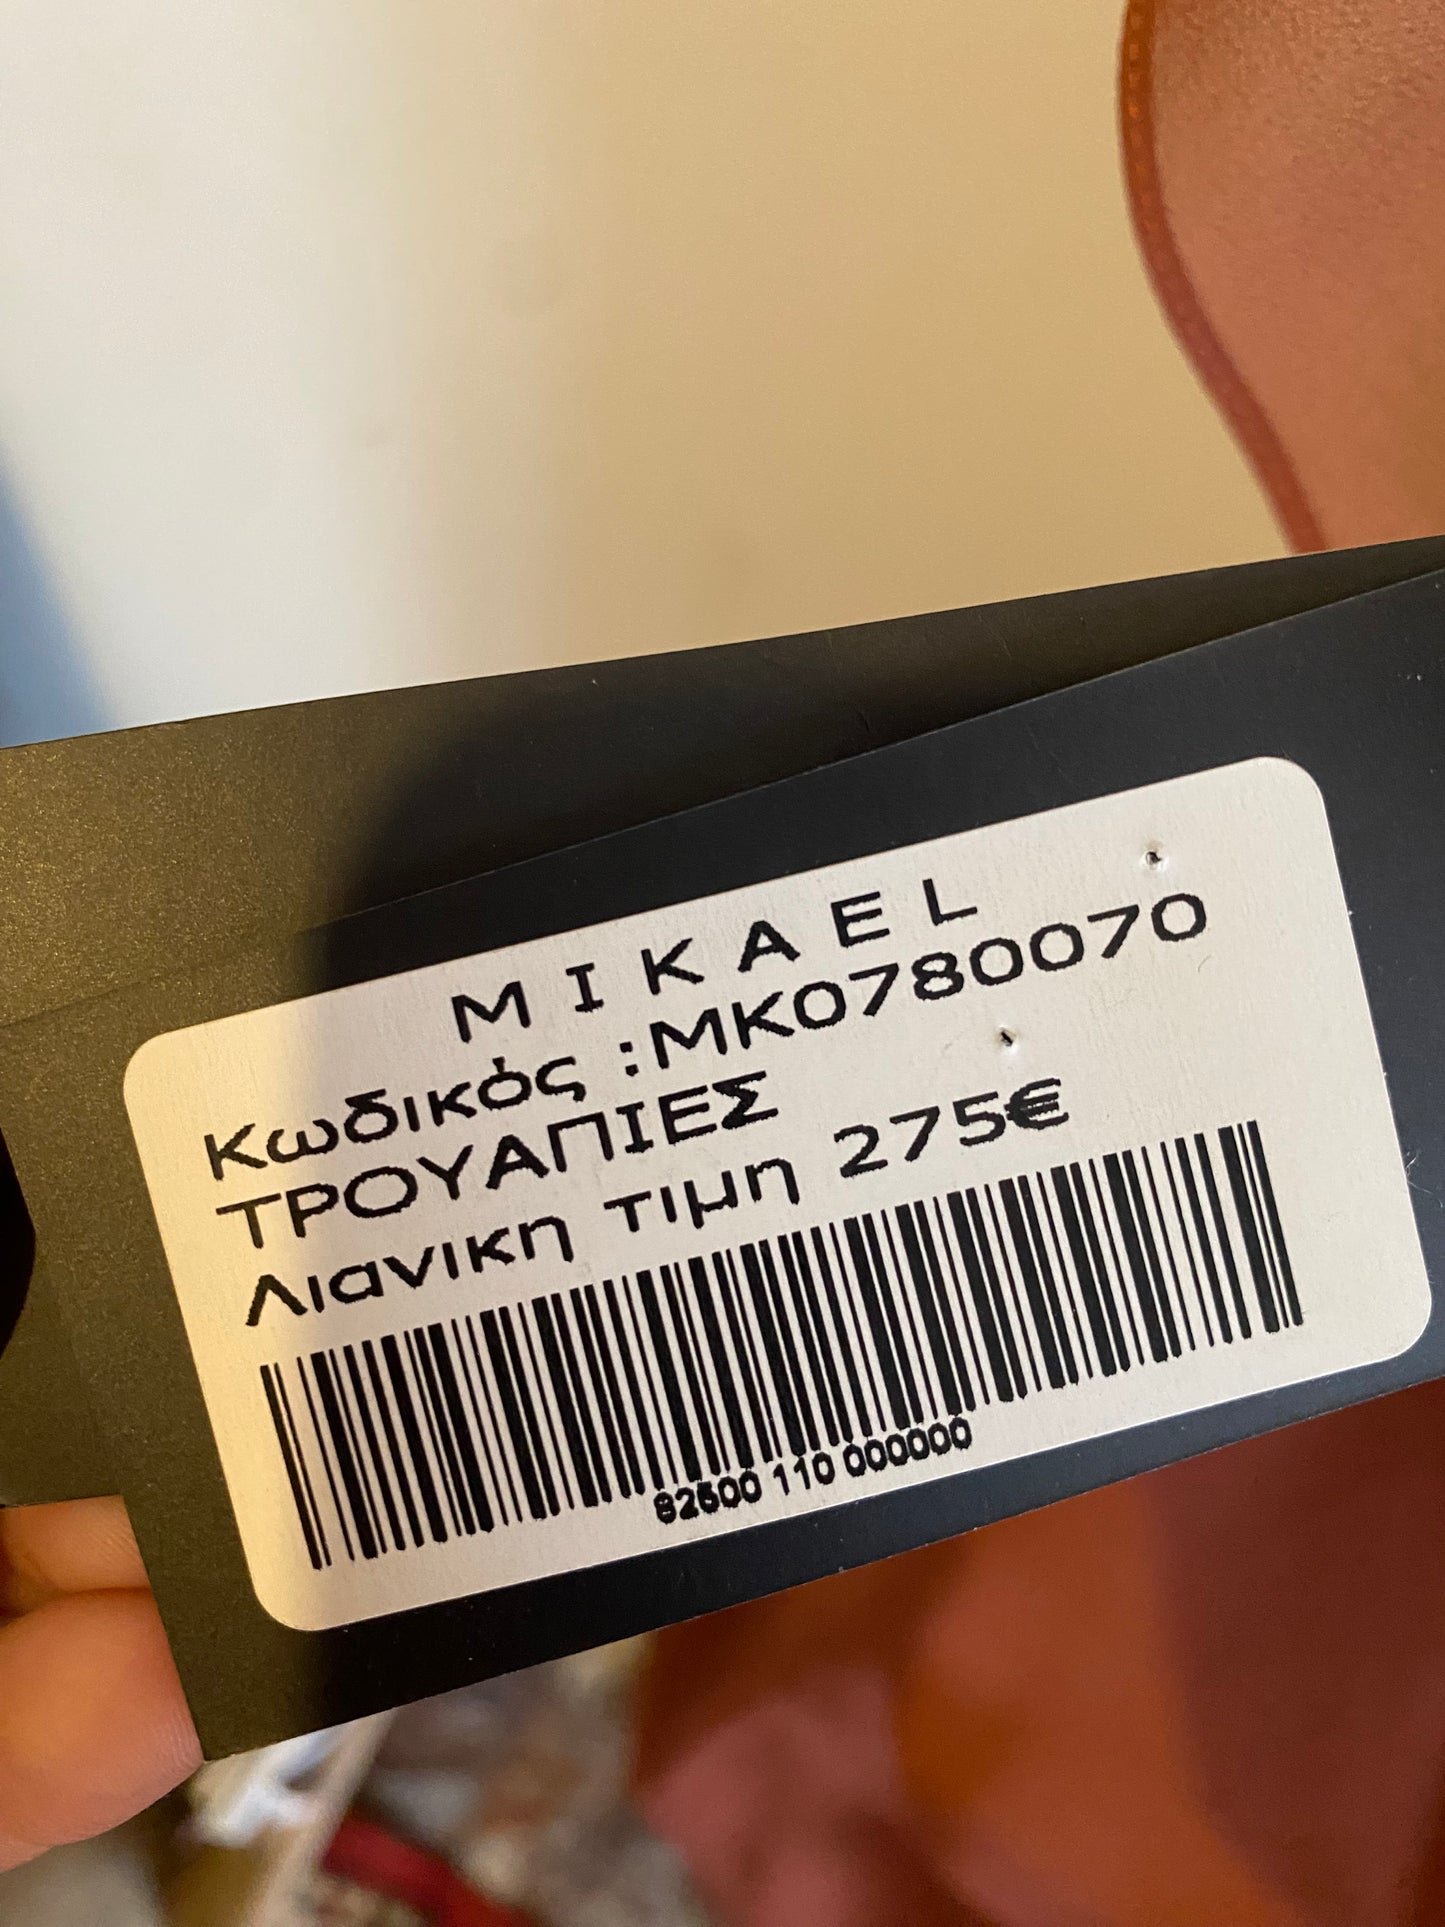 MIKAEL
Κωδικός :MK0780070
ΤΡΟΥΑΠΙΕΣ
Λιανικη τιμη 275€
82500 110 000000